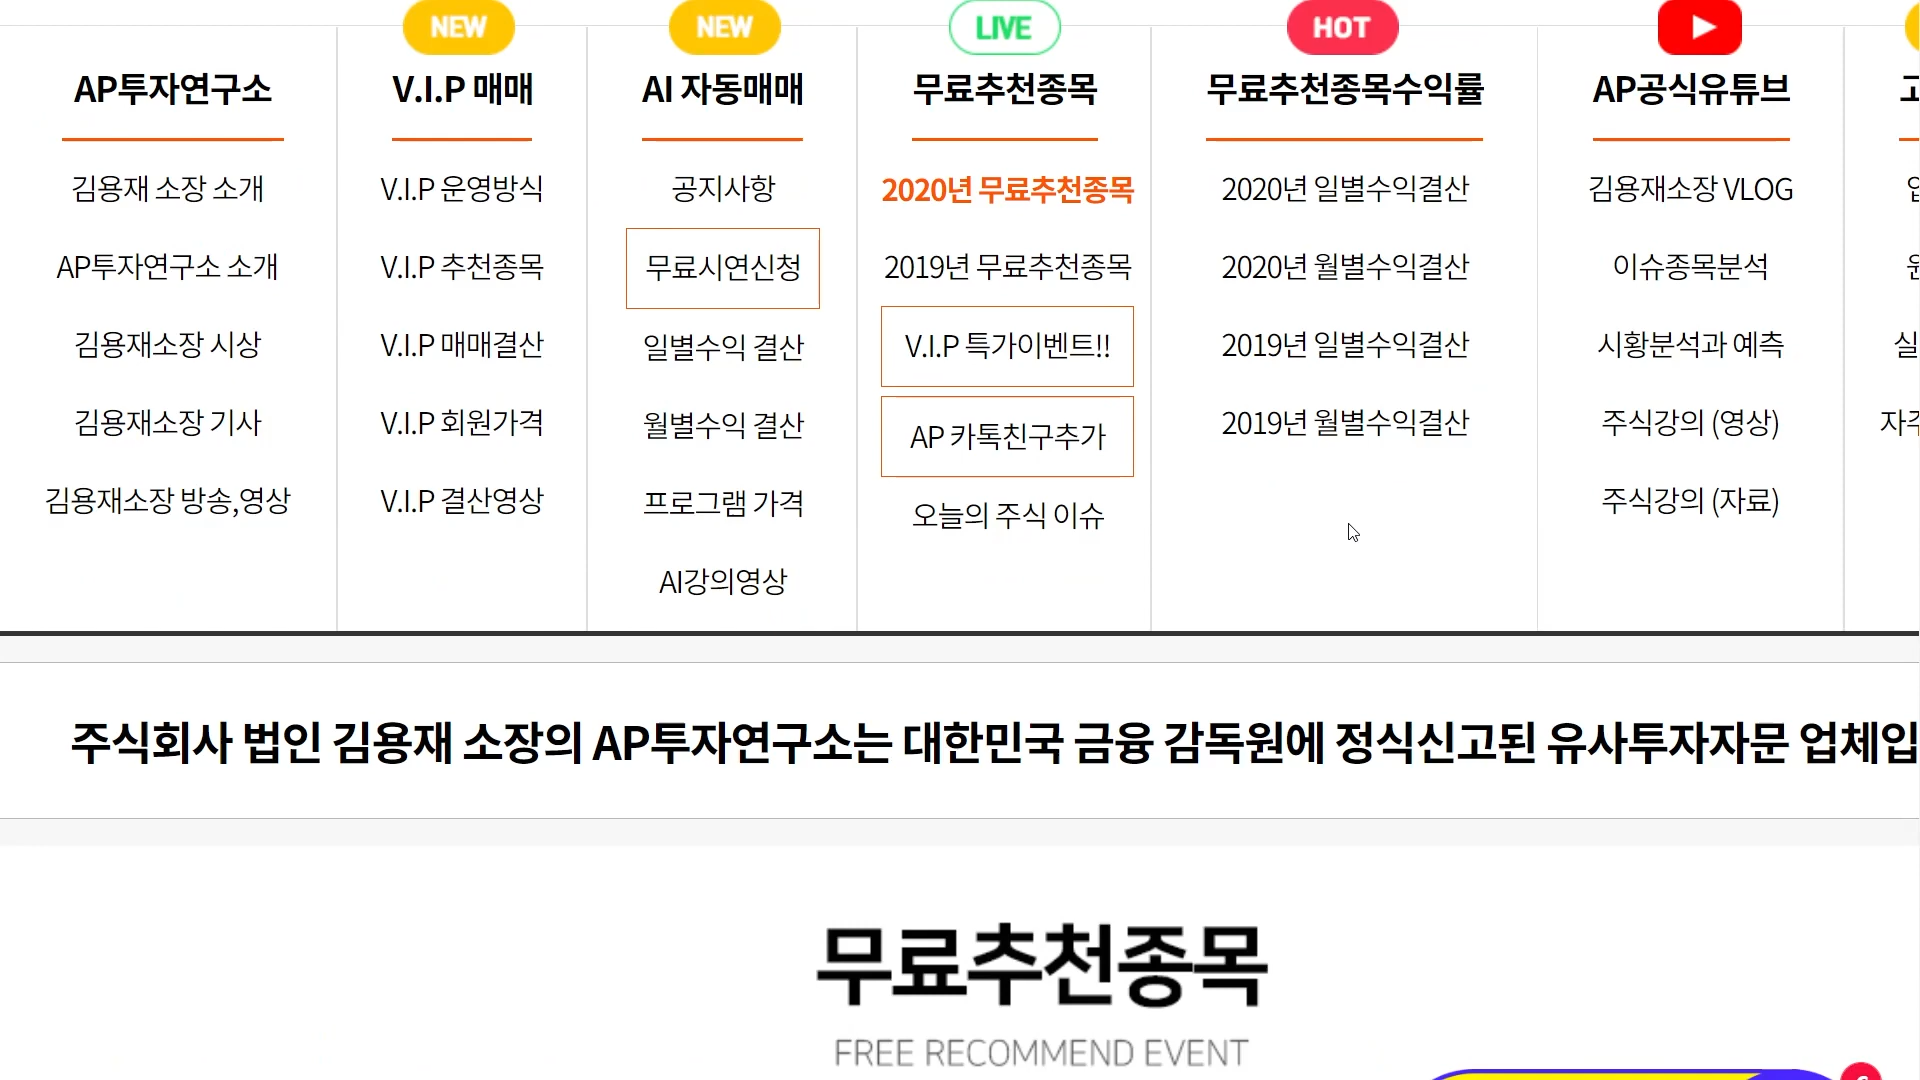 NEW
NEW
LIVE
HOT
AP투자연구소
V.I.P 매매
AI 자동매매
무료추천종목
무료추천종목수익률
AP공식유튜브
김용재 소장 소개
V.I.P 운영방식
공지사항
2020년 무료추천종목
2020년 일별수익결산
김용재소장 VLOG
AP투자연구소 소개
V.I.P 추천종목
무료시연신청
2019년 무료추천종목
2020년 월별수익결산
이슈종목분석
김용재소장 시상
V.I.P 매매결산
일별수익 결산
V.I.P 특가이벤트!!
2019년 일별수익결산
시황분석과 예측
실
김용재소장 기사
V.I.P 회원가격
월별수익 결산
AP 카톡친구추가
2019년 월별수익결산
주식강의 (영상)
자주
김용재소장 방송,영상
V.I.P 결산영상
프로그램 가격
오늘의 주식 이슈
주식강의 (자료)
AI강의영상
주식회사 법인 김용재 소장의 AP투자연구소는 대한민국 금융 감독원에 정식신고된 유사투자자문 업체입
무료추천종목
FREE RECOMMEND EVENT